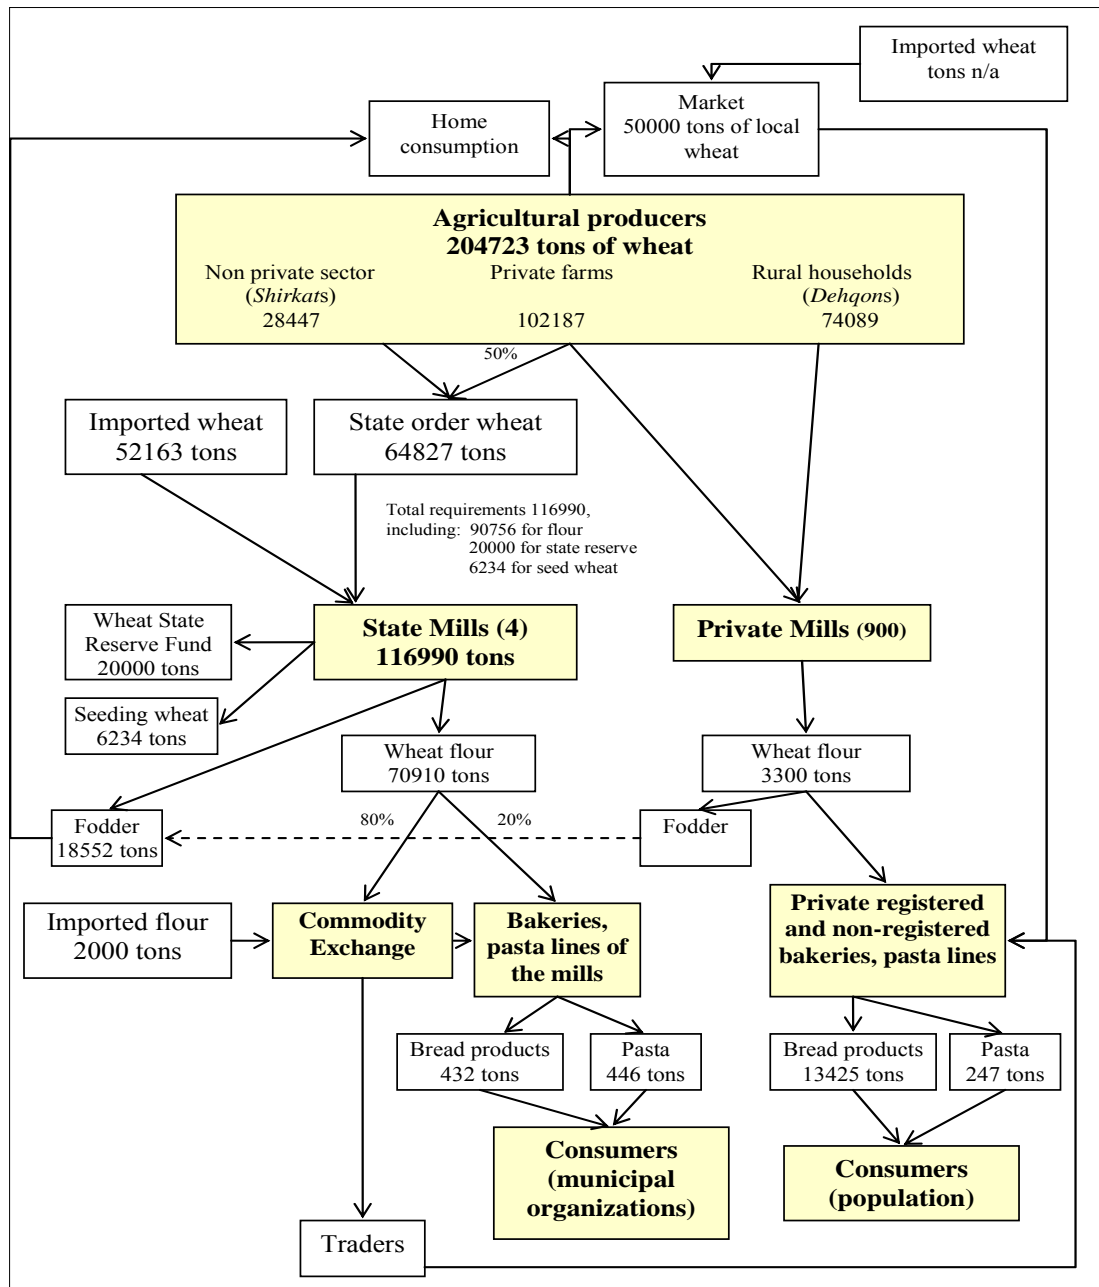 Imported wheat
tons n/a
Home
consumption
Market
50000 tons of local
wheat
Agricultural producers
204723 tons of wheat
Non private sector
(Shirkats)
28447
Private farms
102187
Rural households
(Dehqons)
74089
50%
Imported wheat
52163 tons
State order wheat
64827 tons
Total requirements 116990,
including: 90756 for flour
20000 for state reserve
6234 for seed wheat
Wheat State
Reserve Fund
20000 tons
State Mills (4)
116990 tons
Private Mills (900)
Seeding wheat
6234 tons
Wheat flour
70910 tons
Wheat flour
3300 tons
Fodder
18552 tons
80%
20%
Fodder
Imported flour
2000 tons
Commodity
Exchange
Bakeries,
pasta lines of
the mills
Private registered
and non-registered
bakeries, pasta lines
Bread products
432 tons
Pasta
446 tons
Bread products
13425 tons
Pasta
247 tons
Consumers
(municipal
organizations)
Consumers
(population)
Traders